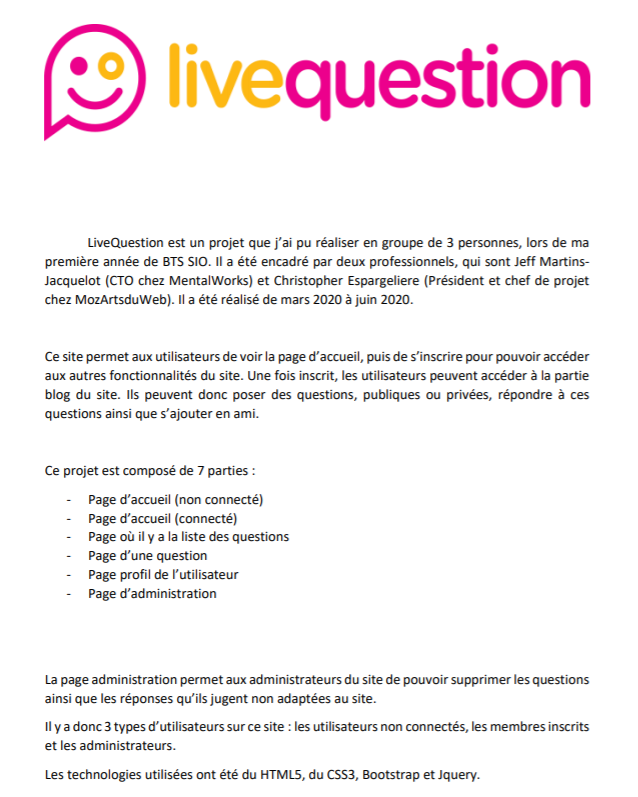 livequestion
LiveQuestion est un projet que j’ai pu réaliser en groupe de 3 personnes, lors de ma
première année de BTS SIO. Il a été encadré par deux professionnels, qui sont Jeff Martins-
Jacquelot (CTO chez MentalWorks) et Christopher Espargeliere (Président et chef de projet
chez MozArtsduWeb). Il a été réalisé de mars 2020 à juin 2020.
Ce site permet aux utilisateurs de voir la page d’accueil, puis de s’inscrire pour pouvoir accéder
aux autres fonctionnalités du site. Une fois inscrit, les utilisateurs peuvent accéder à la partie
blog du site. Ils peuvent donc poser des questions, publiques ou privées, répondre à ces
questions ainsi que s’ajouter en ami.
Ce projet est composé de 7 parties :
- Page d’accueil (non connecté)
- Page d’accueil (connecté)
- Page où il y a la liste des questions
- Page d’une question
- Page profil de l’utilisateur
- Page d’administration
La page administration permet aux administrateurs du site de pouvoir supprimer les questions
ainsi que les réponses qu’ils jugent non adaptées au site.
Il y a donc 3 types d’utilisateurs sur ce site : les utilisateurs non connectés, les membres inscrits
et les administrateurs.
Les technologies utilisées ont été du HTML5, du CSS3, Bootstrap et Jquery.